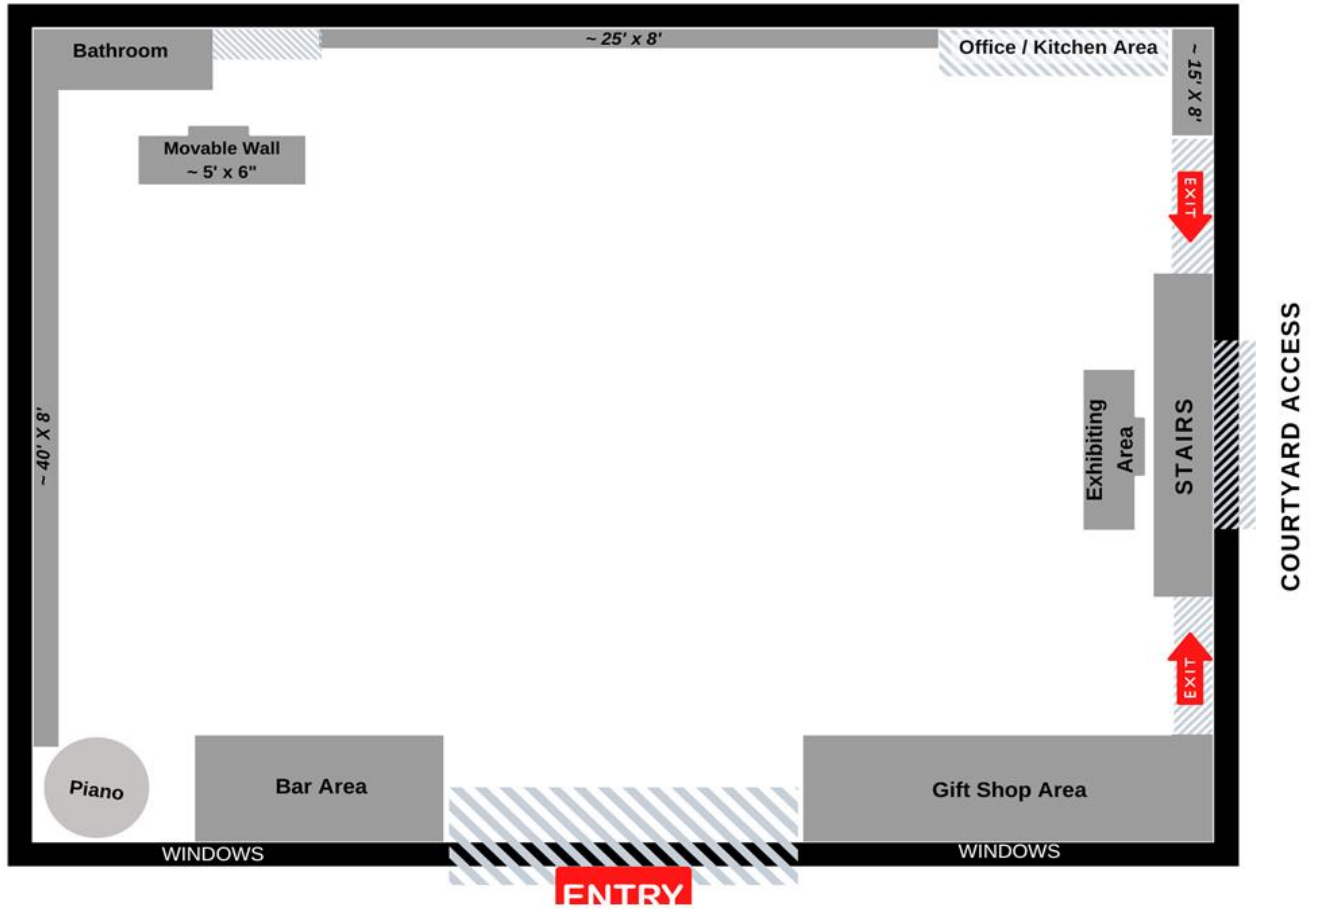 ~ 25' x 8'
Bathroom
Office / Kitchen Area
~ 15' X 8'
Movable Wall
~ 5' x 6"
EXIT
~ 40' X 8'
Exhibiting
Area
STAIRS
COURTYARD ACCESS
EXIT
Piano
Bar Area
Gift Shop Area
WINDOWS
WINDOWS
ENTRY